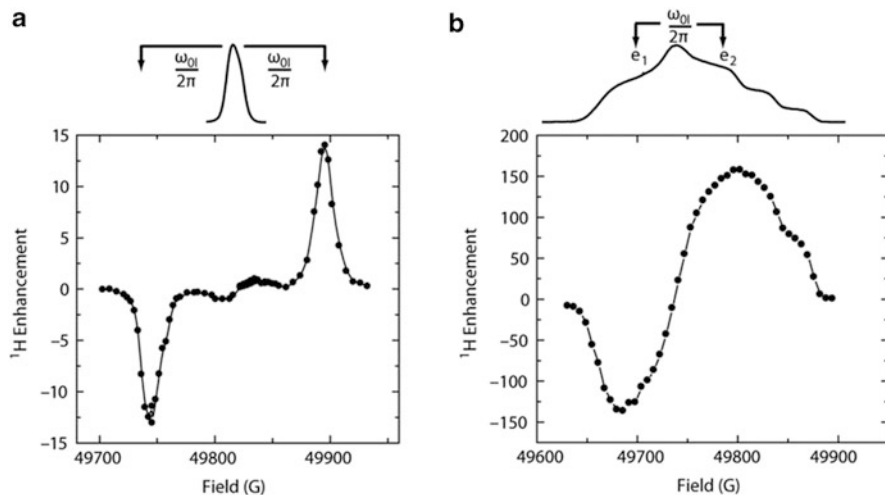 a
ω0I
2π
ω0I
2π
15
10
5
0
−5
−10
−15
¹H Enhancement
49700
49800
49900
Field (G)
b
ω0I
2π
e1
e2
200
150
100
50
0
−50
−100
−150
¹H Enhancement
49600
49700
49800
49900
Field (G)